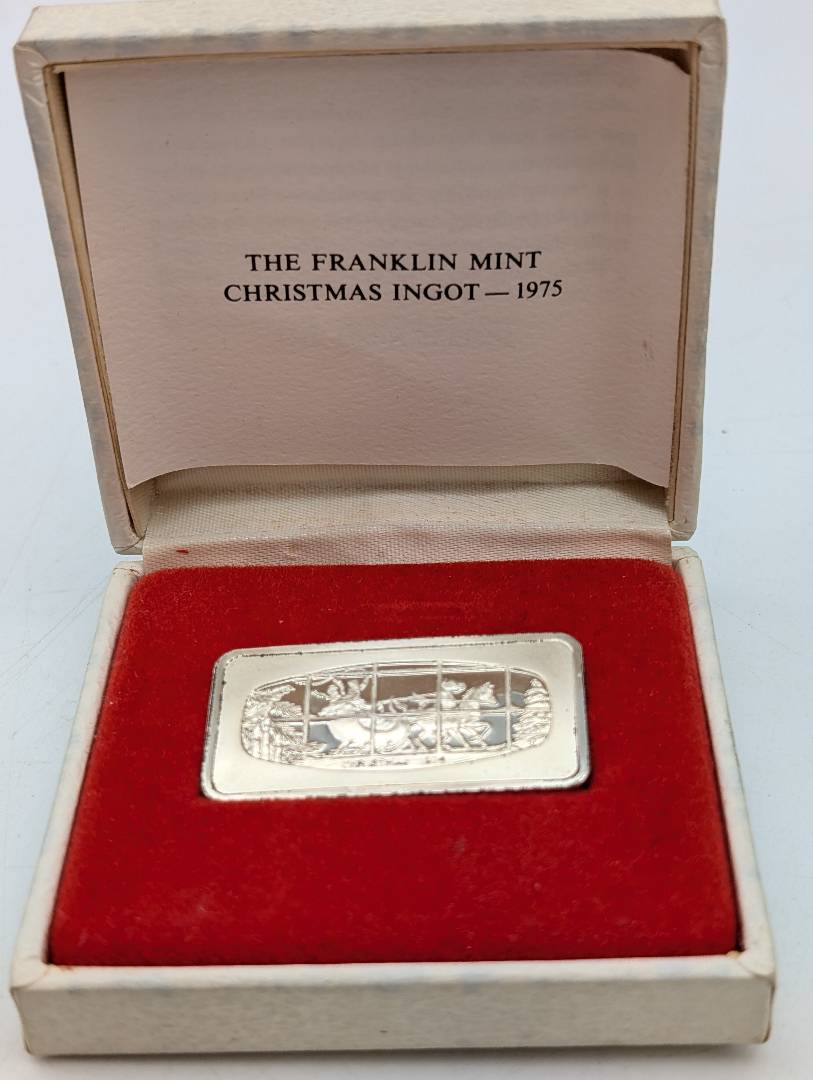 THE FRANKLIN MINT
CHRISTMAS INGOT — 1975